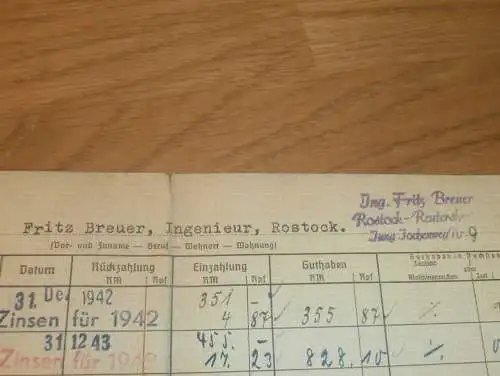 Ing. Fritz Breuer
Fritz Breuer, Ingenieur, Rostock.
Rostock-
(Vor- und Zuname — Beruf — Wohnort — Wohnung)
Datum Rückzahlung Einzahlung Guthaben
RM Rpf RM Rpf RM Rpf
31. Dez 1942 351 -
Zinsen für 1942 4 87 355 87 %
31 12 43 455. -
Zinsen für 1943 17. 23 828. 10 %